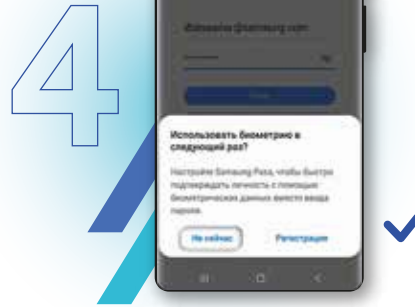 4
Использовать биометрию в
следующий раз?
Настройте Samsung Pass, чтобы быстро
подтверждать личность с помощью
биометрических данных вместо ввода
пароля.
Не сейчас Регистрация